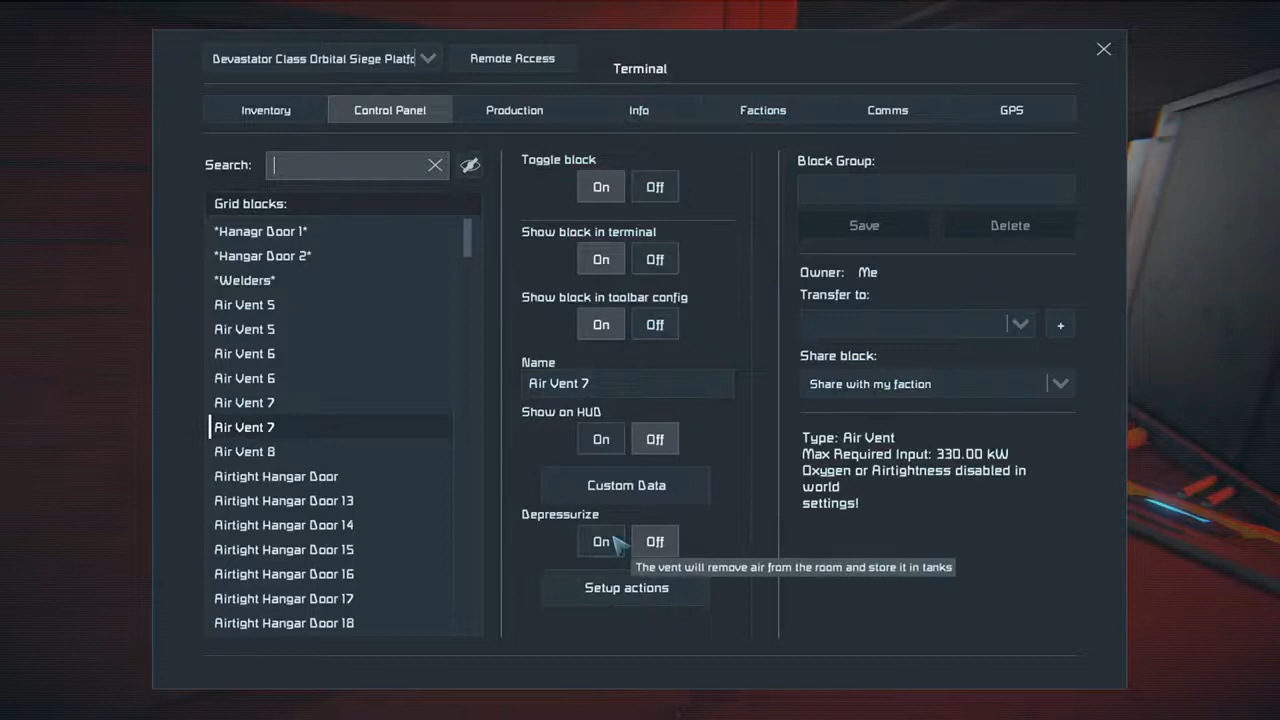 Devastator Class Orbital Siege Platfo
Remote Access
Terminal
Inventory
Control Panel
Production
Info
Factions
Comms
GPS
Search:
Grid blocks:
*Hanagr Door 1*
*Hangar Door 2*
*Welders*
Air Vent 5
Air Vent 5
Air Vent 6
Air Vent 6
Air Vent 7
Air Vent 7
Air Vent 8
Airtight Hangar Door
Airtight Hangar Door 13
Airtight Hangar Door 14
Airtight Hangar Door 15
Airtight Hangar Door 16
Airtight Hangar Door 17
Airtight Hangar Door 18
Toggle block
On Off
Show block in terminal
On Off
Show block in toolbar config
On Off
Name
Air Vent 7
Show on HUD
On Off
Custom Data
Depressurize
On Off
The vent will remove air from the room and store it in tanks
Setup actions
Block Group:
Save Delete
Owner: Me
Transfer to:
+
Share block:
Share with my faction
Type: Air Vent
Max Required Input: 330.00 kW
Oxygen or Airtightness disabled in
world
settings!